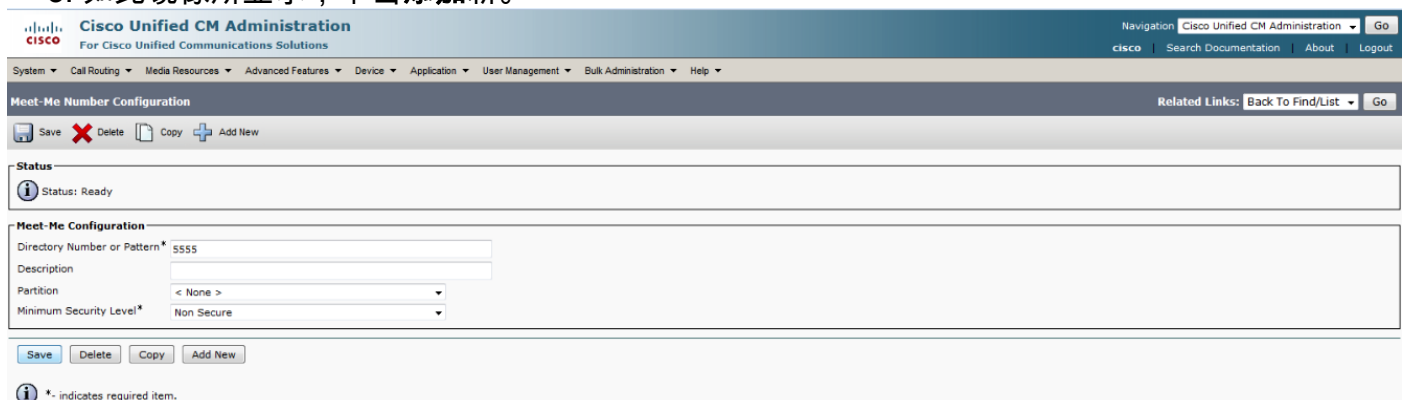 Cisco Unified CM Administration
For Cisco Unified Communications Solutions
CISCO
Navigation Cisco Unified CM Administration Go
cisco | Search Documentation | About | Logout
System Call Routing Media Resources Advanced Features Device Application User Management Bulk Administration Help
Meet-Me Number Configuration
Related Links: Back To Find/List Go
Save Delete Copy Add New
Status
Status: Ready
Meet-Me Configuration
Directory Number or Pattern* 5555
Description
Partition < None >
Minimum Security Level* Non Secure
Save Delete Copy Add New
*- indicates required item.